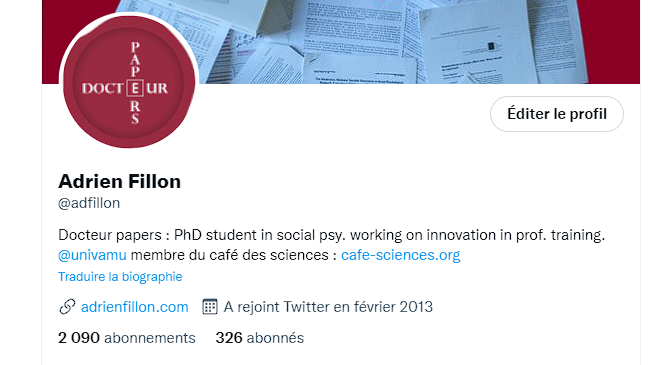 PAPERS
DOCTEUR
Éditer le profil
Adrien Fillon
@adfillon
Docteur papers : PhD student in social psy. working on innovation in prof. training.
@univamu membre du café des sciences : cafe-sciences.org
Traduire la biographie
adrienfillon.com A rejoint Twitter en février 2013
2 090 abonnements 326 abonnés